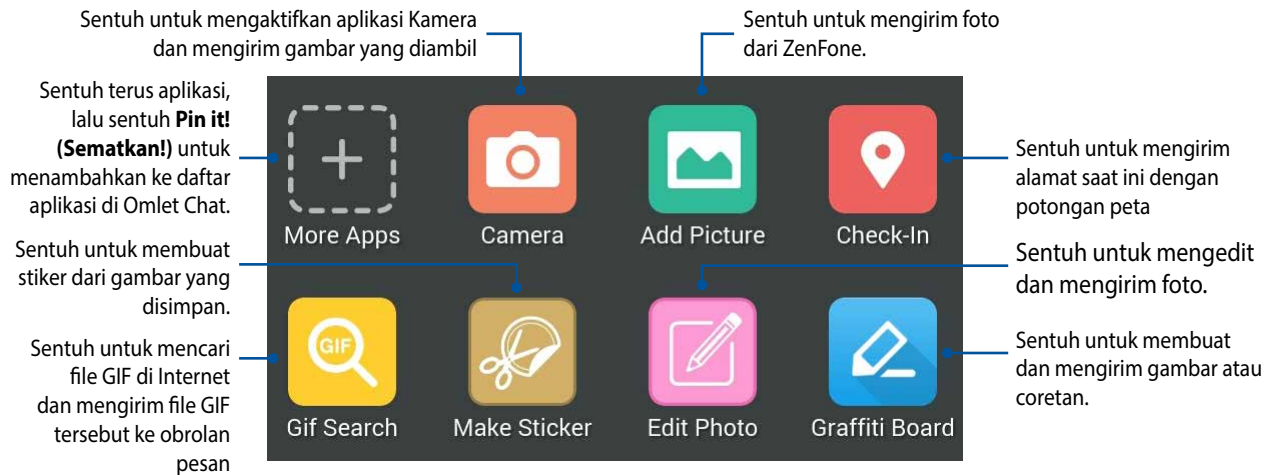 Sentuh untuk mengaktifkan aplikasi Kamera
dan mengirim gambar yang diambil
Sentuh untuk mengirim foto
dari ZenFone.
Sentuh terus aplikasi,
lalu sentuh Pin it!
(Sematkan!) untuk
menambahkan ke daftar
aplikasi di Omlet Chat.
More Apps
Camera
Add Picture
Check-In
Sentuh untuk mengirim
alamat saat ini dengan
potongan peta
Sentuh untuk membuat
stiker dari gambar yang
disimpan.
Sentuh untuk mengedit
dan mengirim foto.
Sentuh untuk mencari
file GIF di Internet
dan mengirim file GIF
tersebut ke obrolan
pesan
GIF
Gif Search
Make Sticker
Edit Photo
Graffiti Board
Sentuh untuk membuat
dan mengirim gambar atau
coretan.